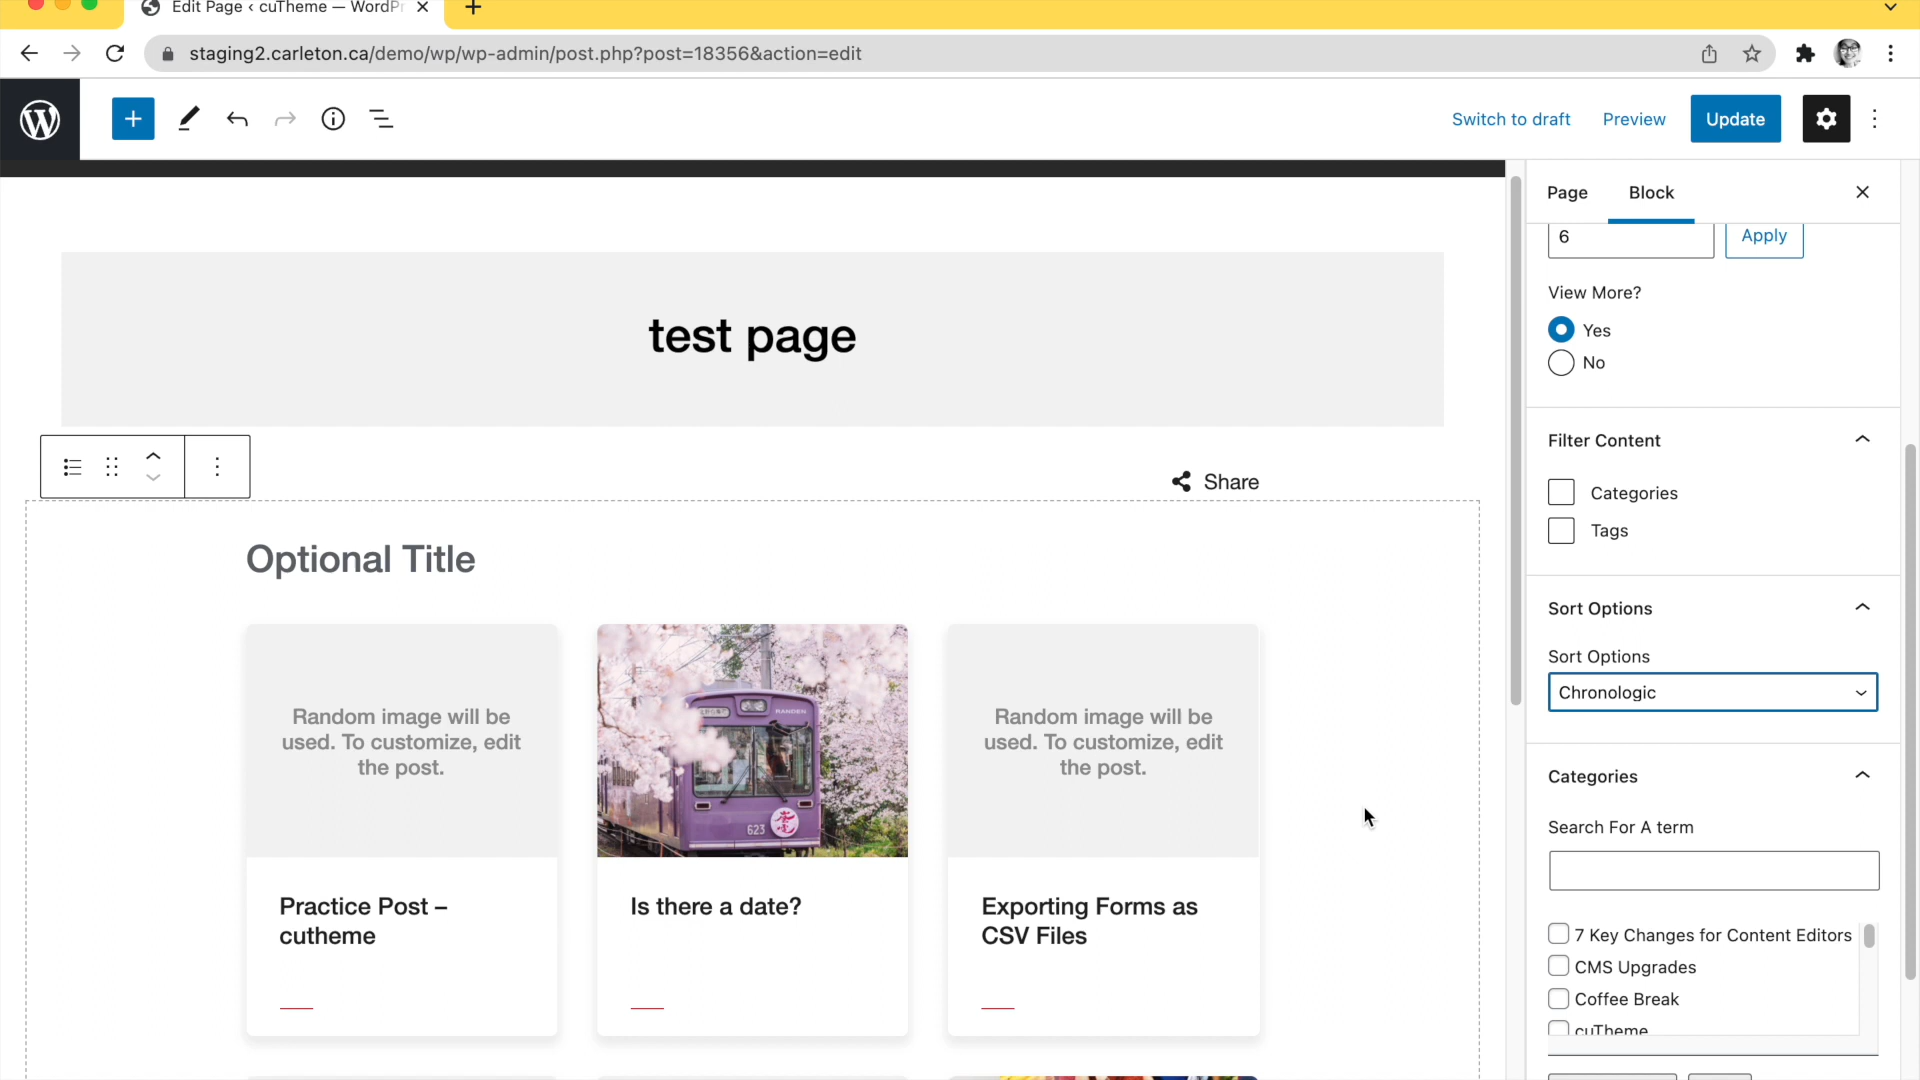 Edit Page ‹ cuTheme — WordPr
staging2.carleton.ca/demo/wp/wp-admin/post.php?post=18356&action=edit
Switch to draft
Preview
Update
Page
Block
6
Apply
View More?
Yes
No
Filter Content
Categories
Tags
Sort Options
Sort Options
Chronologic
Categories
Search For A term
7 Key Changes for Content Editors
CMS Upgrades
Coffee Break
cuTheme
test page
Share
Optional Title
Random image will be
used. To customize, edit
the post.
RANDEN
623
Random image will be
used. To customize, edit
the post.
Practice Post –
cutheme
Is there a date?
Exporting Forms as
CSV Files